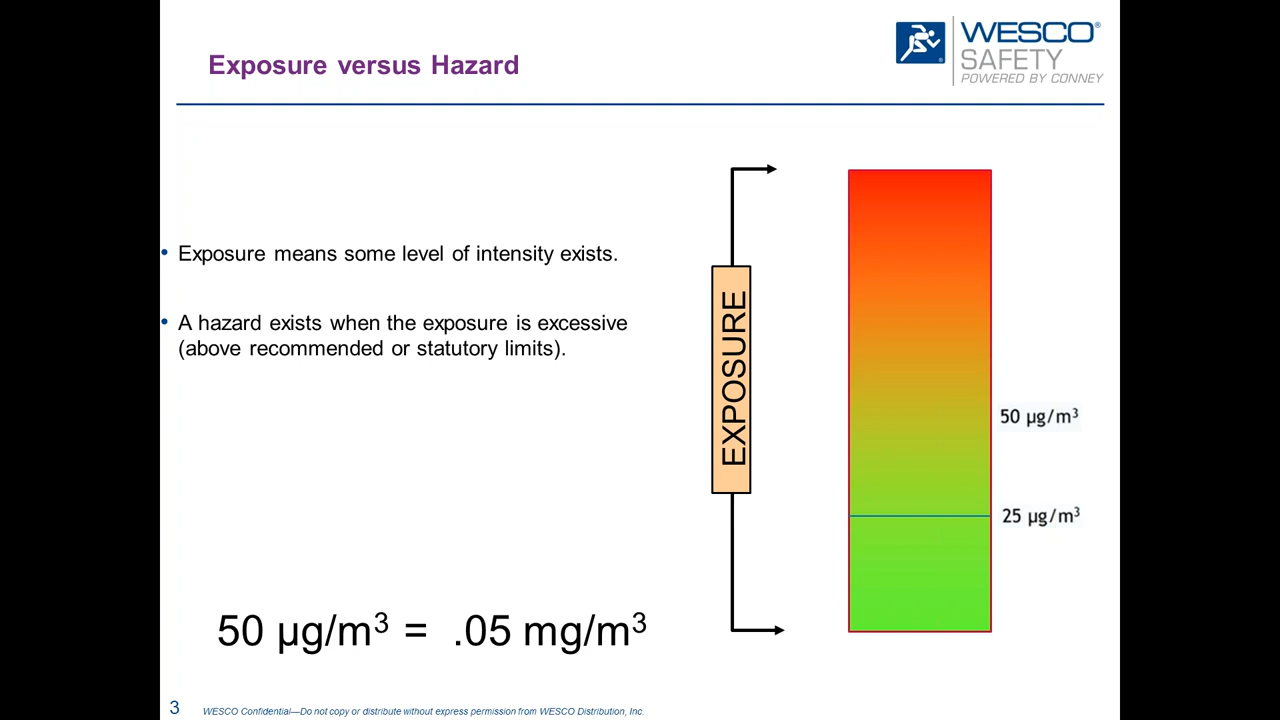 Exposure versus Hazard
WESCO®
SAFETY
POWERED BY CONNEY
• Exposure means some level of intensity exists.
• A hazard exists when the exposure is excessive
(above recommended or statutory limits).
EXPOSURE
50 µg/m³
25 µg/m³
50 µg/m³ = .05 mg/m³
3
WESCO Confidential—Do not copy or distribute without express permission from WESCO Distribution, Inc.